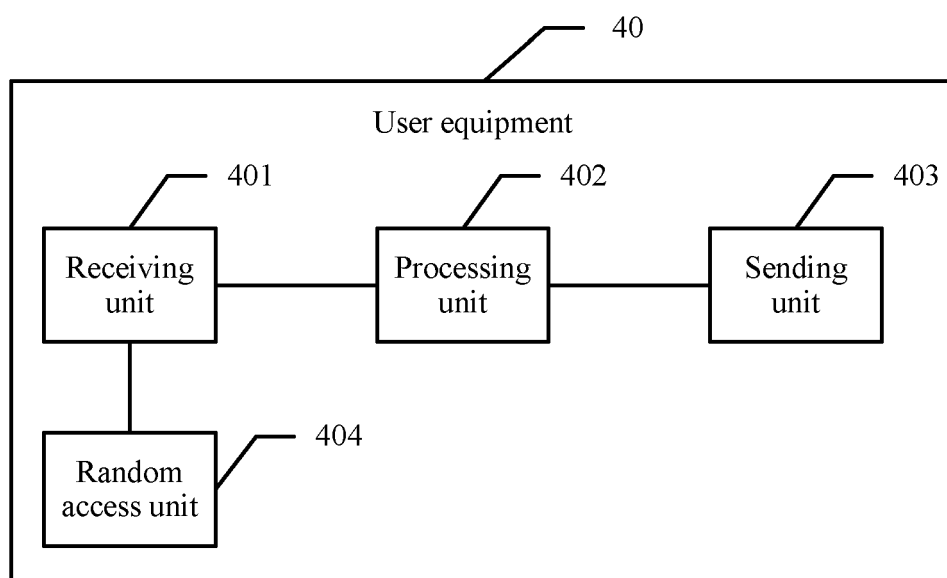 40
User equipment
401
402
403
Receiving
unit
Processing
unit
Sending
unit
404
Random
access unit